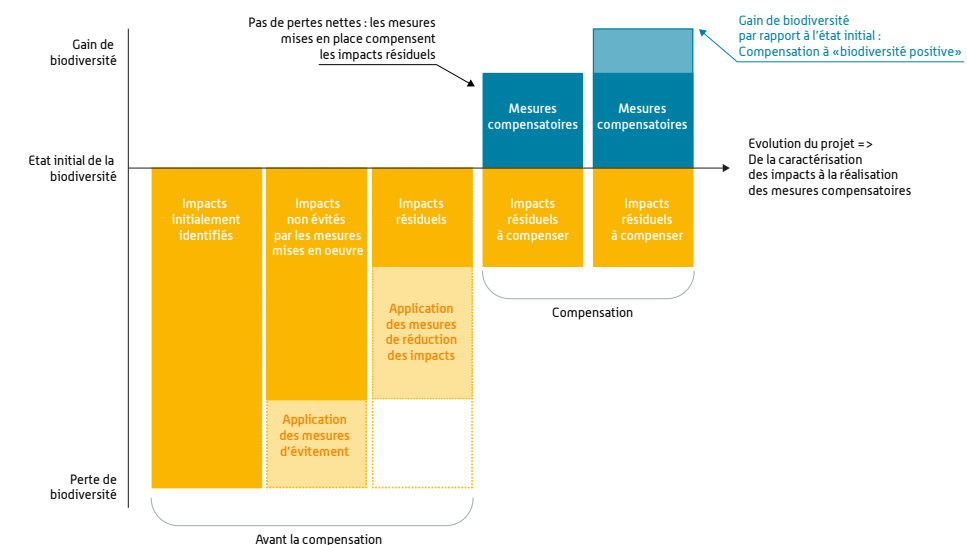 Pas de pertes nettes : les mesures
mises en place compensent
les impacts résiduels
Gain de biodiversité
par rapport à l'état initial :
Compensation à «biodiversité positive»
Gain de
biodiversité
Mesures
compensatoires
Mesures
compensatoires
Etat initial de la
biodiversité
Evolution du projet =>
De la caractérisation
des impacts à la réalisation
des mesures compensatoires
Impacts
initialement
identifiés
Impacts
non évités
par les mesures
mises en oeuvre
Impacts
résiduels
Impacts
résiduels
à compenser
Impacts
résiduels
à compenser
Application
des mesures
de réduction
des impacts
Compensation
Application
des mesures
d'évitement
Perte de
biodiversité
Avant la compensation